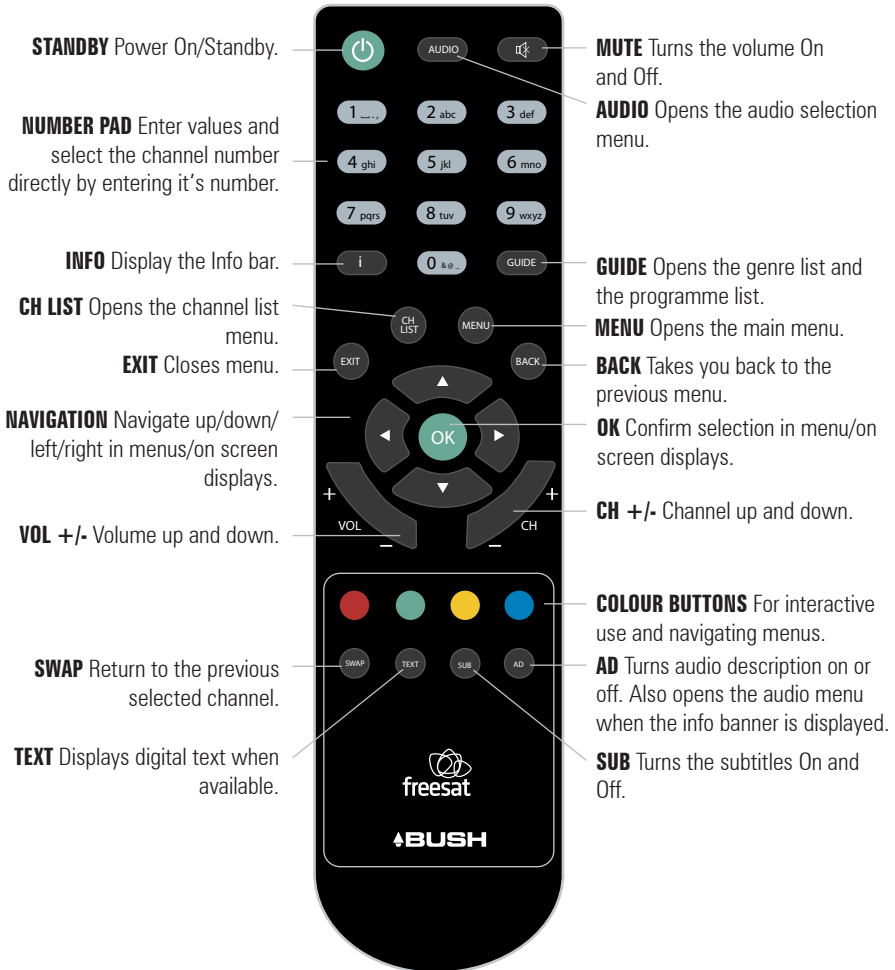 STANDBY Power On/Standby.
NUMBER PAD Enter values and
select the channel number
directly by entering it's number.
INFO Display the Info bar.
CH LIST Opens the channel list
menu.
EXIT Closes menu.
NAVIGATION Navigate up/down/
left/right in menus/on screen
displays.
VOL +/- Volume up and down.
SWAP Return to the previous
selected channel.
TEXT Displays digital text when
available.
AUDIO
1 ⎵ . ,
2 abc
3 def
4 ghi
5 jkl
6 mno
7 pqrs
8 tuv
9 wxyz
i
0 & @ _
GUIDE
CH
LIST
MENU
EXIT
BACK
OK
+
+
VOL
CH
–
–
SWAP
TEXT
SUB
AD
freesat
BUSH
MUTE Turns the volume On
and Off.
AUDIO Opens the audio selection
menu.
GUIDE Opens the genre list and
the programme list.
MENU Opens the main menu.
BACK Takes you back to the
previous menu.
OK Confirm selection in menu/on
screen displays.
CH +/- Channel up and down.
COLOUR BUTTONS For interactive
use and navigating menus.
AD Turns audio description on or
off. Also opens the audio menu
when the info banner is displayed.
SUB Turns the subtitles On and
Off.